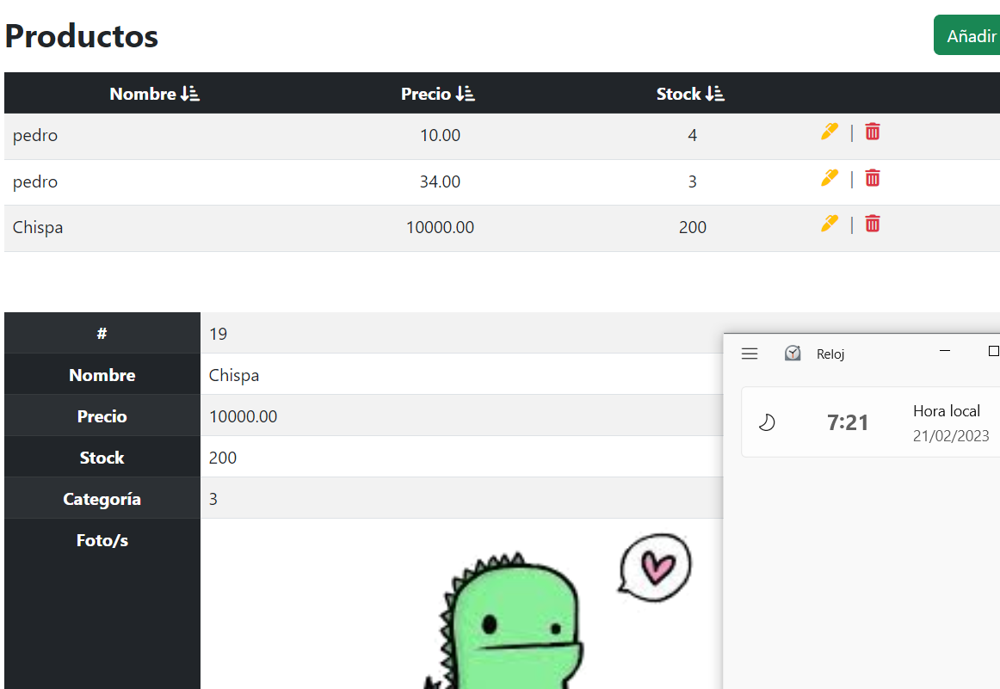 Productos
Añadir
Nombre Precio Stock
pedro 10.00 4 |
pedro 34.00 3 |
Chispa 10000.00 200 |
# 19
Nombre Chispa
Precio 10000.00
Stock 200
Categoría 3
Foto/s
Reloj
7:21 Hora local
21/02/2023